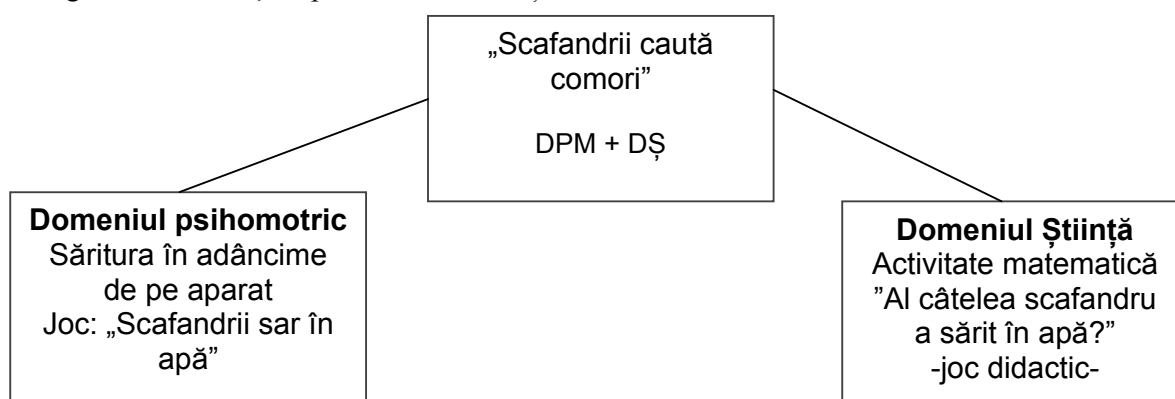 „Scafandrii caută
comori”
DPM + DȘ
Domeniul psihomotric
Săritura în adâncime
de pe aparat
Joc: „Scafandrii sar în
apă”
Domeniul Știință
Activitate matematică
”Al câtelea scafandru
a sărit în apă?”
-joc didactic-